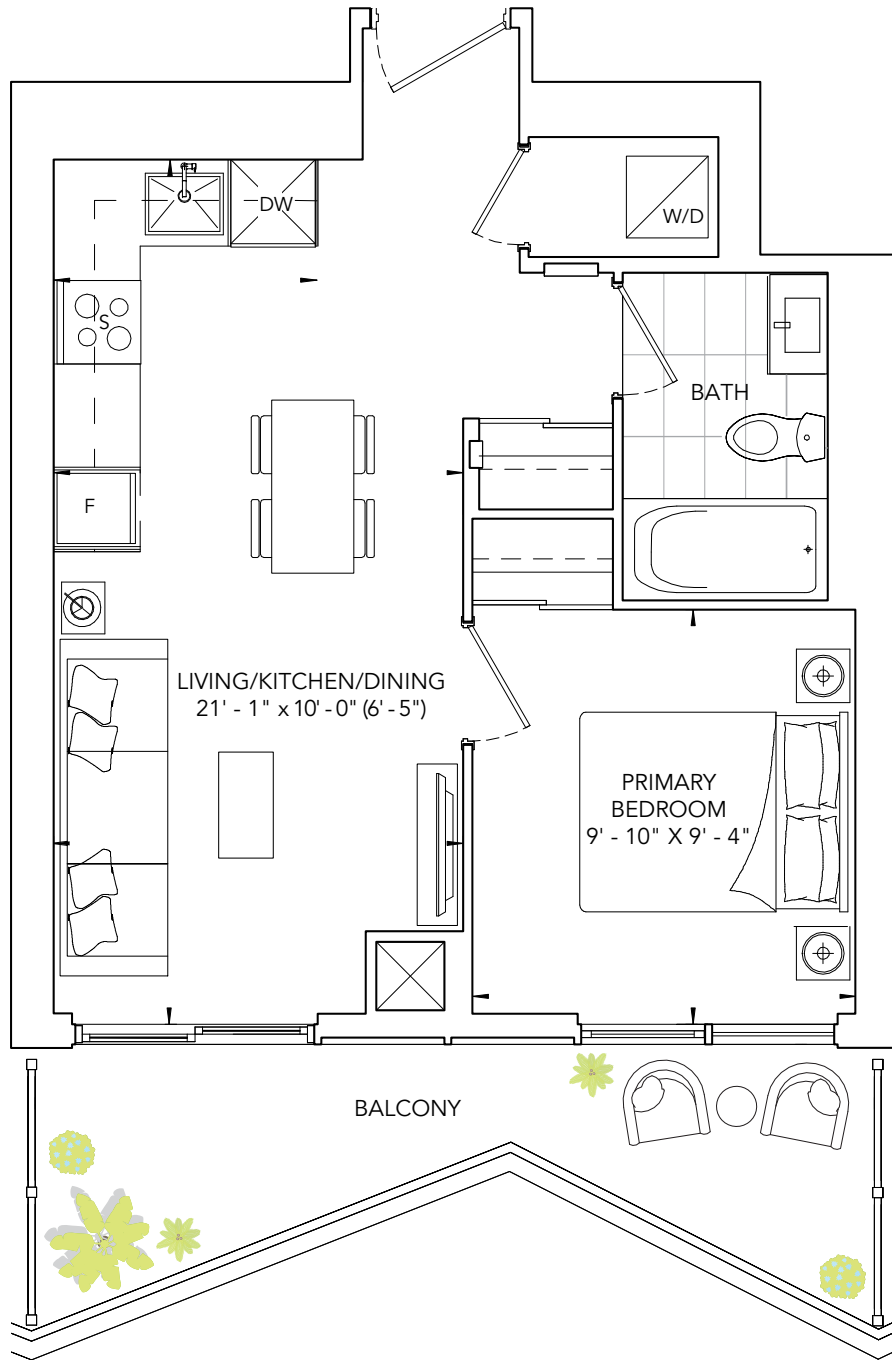 DW
W/D
S
BATH
F
LIVING/KITCHEN/DINING
21' - 1" x 10' - 0" (6' - 5")
PRIMARY
BEDROOM
9' - 10" X 9' - 4"
BALCONY